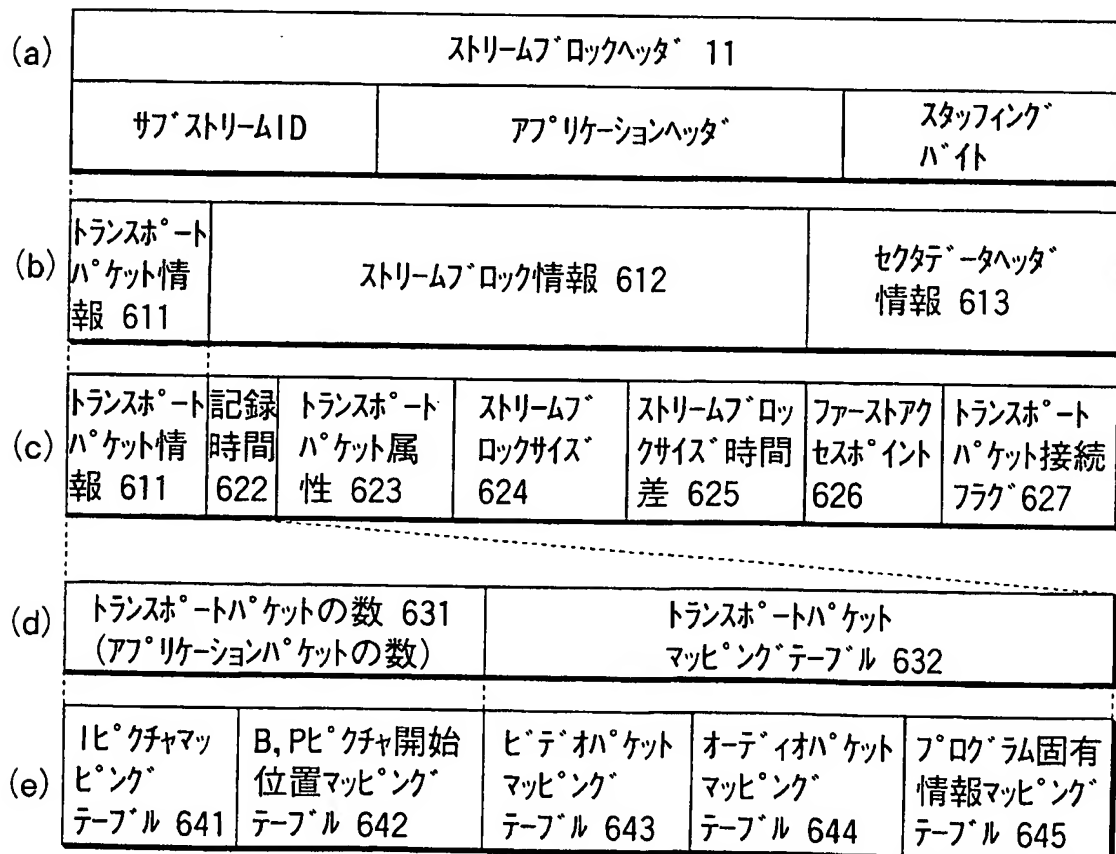 (a)
ストリームブロックヘッダ 11
サブストリームID
アプリケーションヘッダ
スタッフィング
バイト
(b)
トランスポート
パケット情
報 611
ストリームブロック情報 612
セクタデータヘッダ
情報 613
(c)
トランスポート
パケット情
報 611
記録
時間
622
トランスポート
パケット属
性 623
ストリームブ
ロックサイズ
624
ストリームブロッ
クサイズ時間
差 625
ファーストアク
セスポイント
626
トランスポート
パケット接続
フラグ 627
(d)
トランスポートパケットの数 631
(アプリケーションパケットの数)
トランスポートパケット
マッピングテーブル 632
(e)
Iピクチャマッ
ピング
テーブル 641
B, Pピクチャ開始
位置マッピング
テーブル 642
ビデオパケット
マッピング
テーブル 643
オーディオパケット
マッピング
テーブル 644
プログラム固有
情報マッピング
テーブル 645